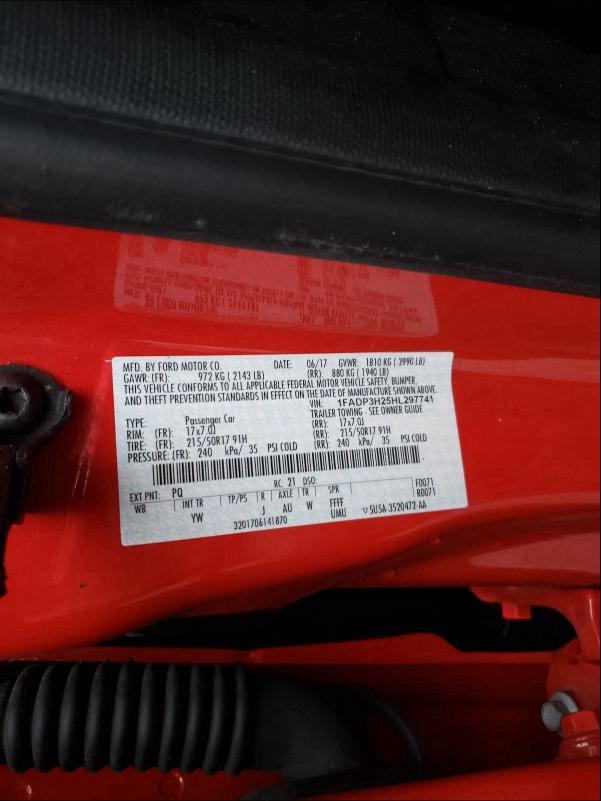 MFD. BY FORD MOTOR CO. DATE: 06/17 GVWR: 1810 KG ( 3990 LB)
GAWR: (FR): 972 KG ( 2143 LB) (RR): 880 KG ( 1940 LB)
THIS VEHICLE CONFORMS TO ALL APPLICABLE FEDERAL MOTOR VEHICLE SAFETY, BUMPER,
AND THEFT PREVENTION STANDARDS IN EFFECT ON THE DATE OF MANUFACTURE SHOWN ABOVE.
VIN: 1FADP3H25HL297741
TYPE: Passenger Car TRAILER TOWING - SEE OWNER GUIDE
RIM: (FR): 17x7.0J (RR): 17x7.0J
TIRE: (FR): 215/50R17 91H (RR): 215/50R17 91H
PRESSURE: (FR): 240 kPa/ 35 PSI COLD (RR): 240 kPa/ 35 PSI COLD
EXT PNT: PQ RC: 21 DSO: F0071
WB INT TR TP/PS R AXLE TR SPR R0071
YW J AU W FFFF
UMU 5U5A-3520472-AA
3201706141870